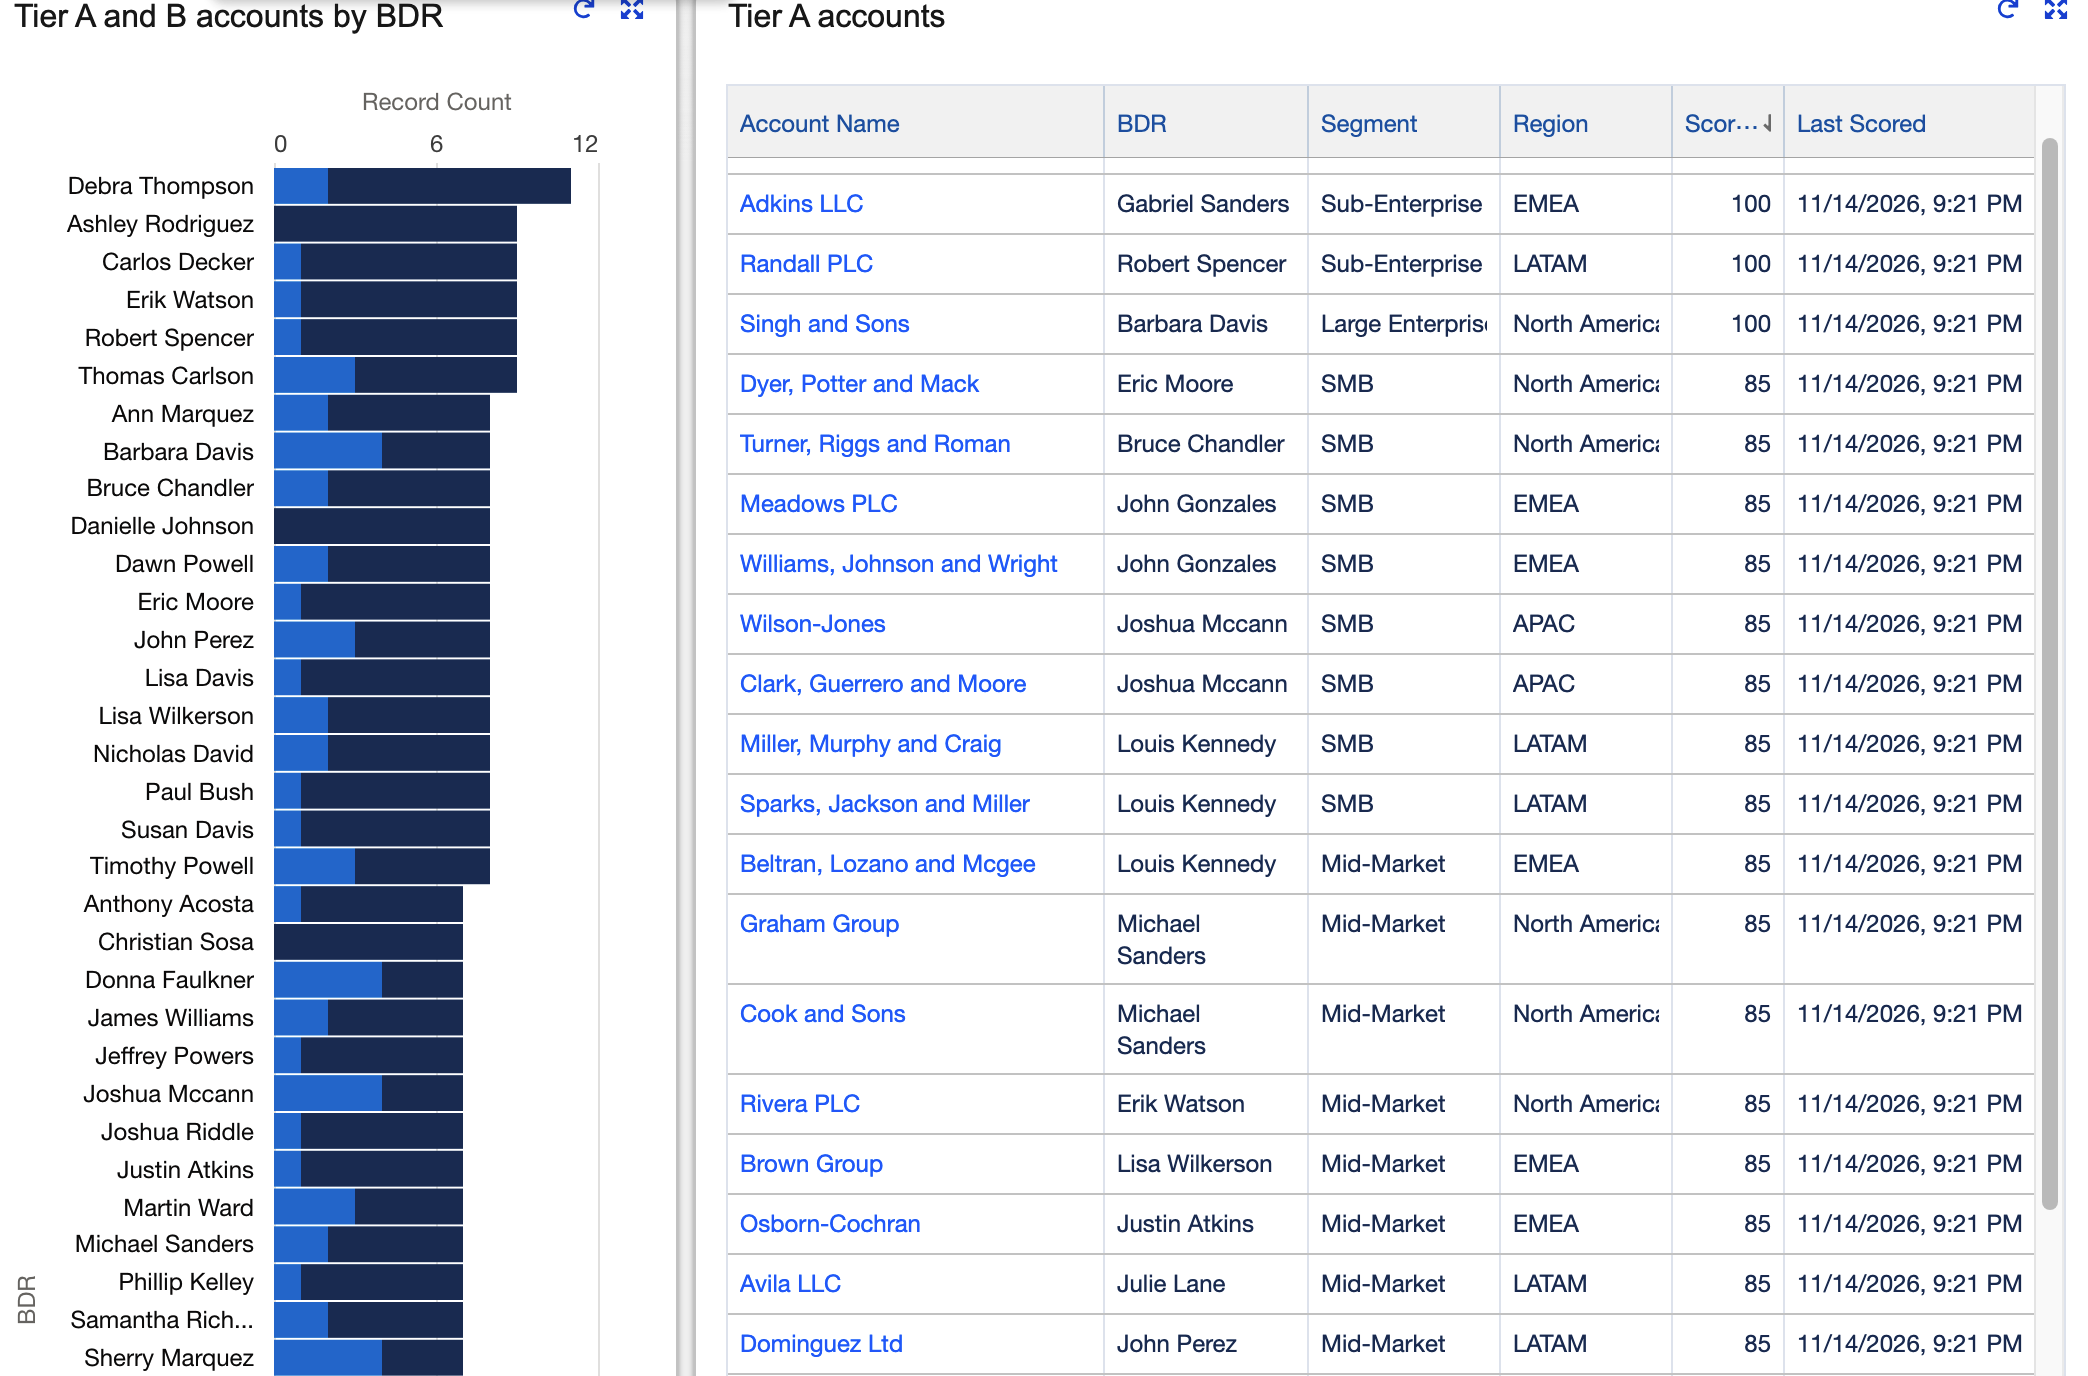 Tier A and B accounts by BDR
Record Count
0 6 12
Debra Thompson
Ashley Rodriguez
Carlos Decker
Erik Watson
Robert Spencer
Thomas Carlson
Ann Marquez
Barbara Davis
Bruce Chandler
Danielle Johnson
Dawn Powell
Eric Moore
John Perez
Lisa Davis
Lisa Wilkerson
Nicholas David
Paul Bush
Susan Davis
Timothy Powell
Anthony Acosta
Christian Sosa
Donna Faulkner
James Williams
Jeffrey Powers
Joshua Mccann
Joshua Riddle
Justin Atkins
Martin Ward
Michael Sanders
Phillip Kelley
Samantha Rich...
Sherry Marquez
BDR
Tier A accounts
Account Name BDR Segment Region Scor... Last Scored
Adkins LLC Gabriel Sanders Sub-Enterprise EMEA 100 11/14/2026, 9:21 PM
Randall PLC Robert Spencer Sub-Enterprise LATAM 100 11/14/2026, 9:21 PM
Singh and Sons Barbara Davis Large Enterprise North America 100 11/14/2026, 9:21 PM
Dyer, Potter and Mack Eric Moore SMB North America 85 11/14/2026, 9:21 PM
Turner, Riggs and Roman Bruce Chandler SMB North America 85 11/14/2026, 9:21 PM
Meadows PLC John Gonzales SMB EMEA 85 11/14/2026, 9:21 PM
Williams, Johnson and Wright John Gonzales SMB EMEA 85 11/14/2026, 9:21 PM
Wilson-Jones Joshua Mccann SMB APAC 85 11/14/2026, 9:21 PM
Clark, Guerrero and Moore Joshua Mccann SMB APAC 85 11/14/2026, 9:21 PM
Miller, Murphy and Craig Louis Kennedy SMB LATAM 85 11/14/2026, 9:21 PM
Sparks, Jackson and Miller Louis Kennedy SMB LATAM 85 11/14/2026, 9:21 PM
Beltran, Lozano and Mcgee Louis Kennedy Mid-Market EMEA 85 11/14/2026, 9:21 PM
Graham Group Michael Sanders Mid-Market North America 85 11/14/2026, 9:21 PM
Cook and Sons Michael Sanders Mid-Market North America 85 11/14/2026, 9:21 PM
Rivera PLC Erik Watson Mid-Market North America 85 11/14/2026, 9:21 PM
Brown Group Lisa Wilkerson Mid-Market EMEA 85 11/14/2026, 9:21 PM
Osborn-Cochran Justin Atkins Mid-Market EMEA 85 11/14/2026, 9:21 PM
Avila LLC Julie Lane Mid-Market LATAM 85 11/14/2026, 9:21 PM
Dominguez Ltd John Perez Mid-Market LATAM 85 11/14/2026, 9:21 PM